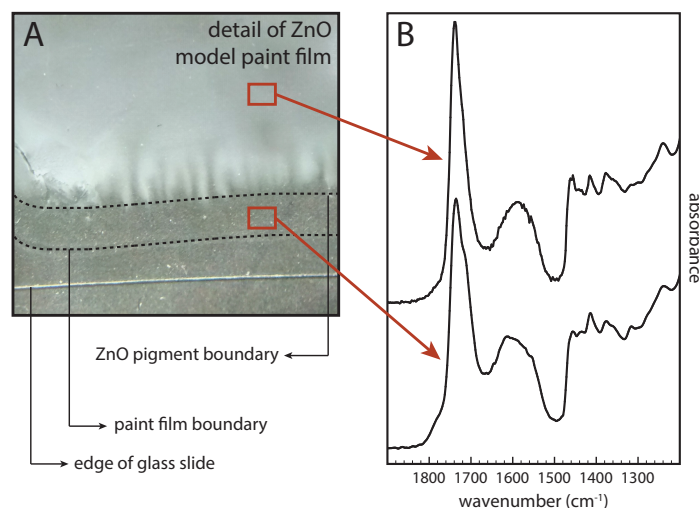 A
detail of ZnO
model paint film
B
absorbance
ZnO pigment boundary
paint film boundary
edge of glass slide
1800 1700 1600 1500 1400 1300
wavenumber (cm⁻¹)